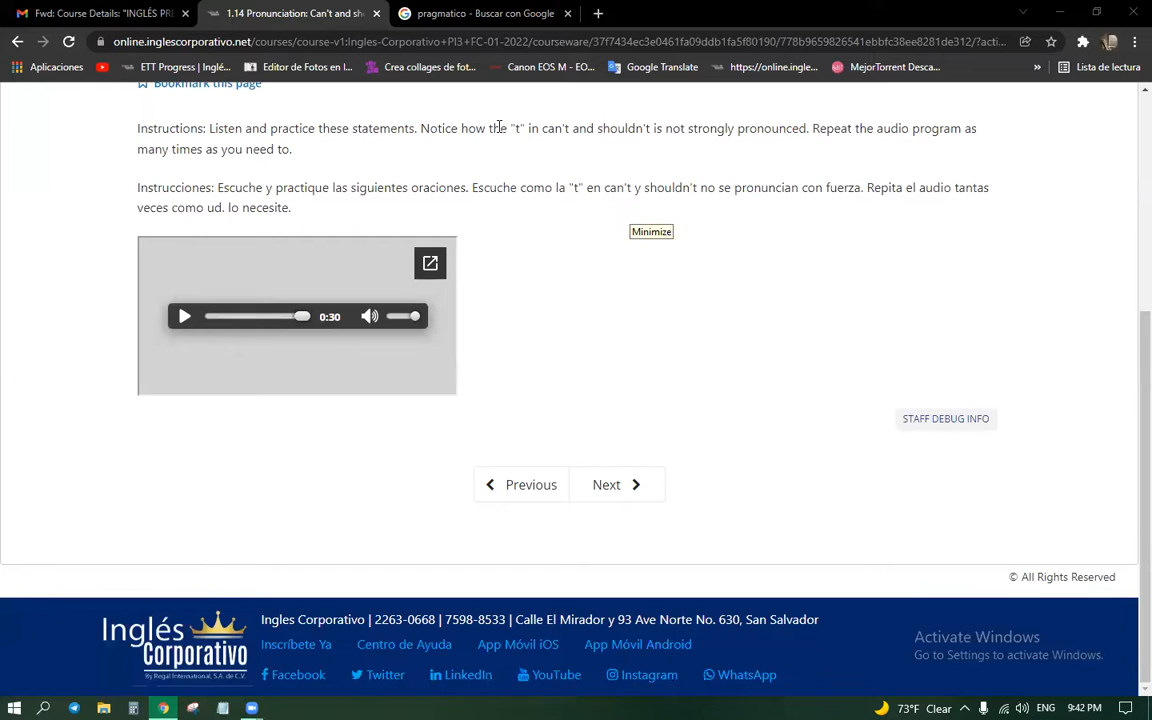 Fwd: Course Details: "INGLÉS PRE
1.14 Pronunciation: Can't and sh
pragmatico - Buscar con Google
online.inglescorporativo.net/courses/course-v1:Ingles-Corporativo+PI3+FC-01-2022/courseware/37f7434ec3e0461fa09ddb1fa5f80190/778b9659826541ebbfc38ee8281de312/?acti...
Aplicaciones
ETT Progress | Inglé...
Editor de Fotos en l...
Crea collages de fot...
Canon EOS M - EO...
Google Translate
https://online.ingle...
MejorTorrent Desca...
Lista de lectura
Bookmark this page
Instructions: Listen and practice these statements. Notice how the "t" in can't and shouldn't is not strongly pronounced. Repeat the audio program as
many times as you need to.
Instrucciones: Escuche y practique las siguientes oraciones. Escuche como la "t" en can't y shouldn't no se pronuncian con fuerza. Repita el audio tantas
veces como ud. lo necesite.
Minimize
0:30
STAFF DEBUG INFO
Previous
Next
© All Rights Reserved
Inglés
Corporativo
By Regal International, S.A. de C.V.
Ingles Corporativo | 2263-0668 | 7598-8533 | Calle El Mirador y 93 Ave Norte No. 630, San Salvador
Inscríbete Ya
Centro de Ayuda
App Móvil iOS
App Móvil Android
Facebook
Twitter
LinkedIn
YouTube
Instagram
WhatsApp
Activate Windows
Go to Settings to activate Windows.
73°F Clear
ENG
9:42 PM